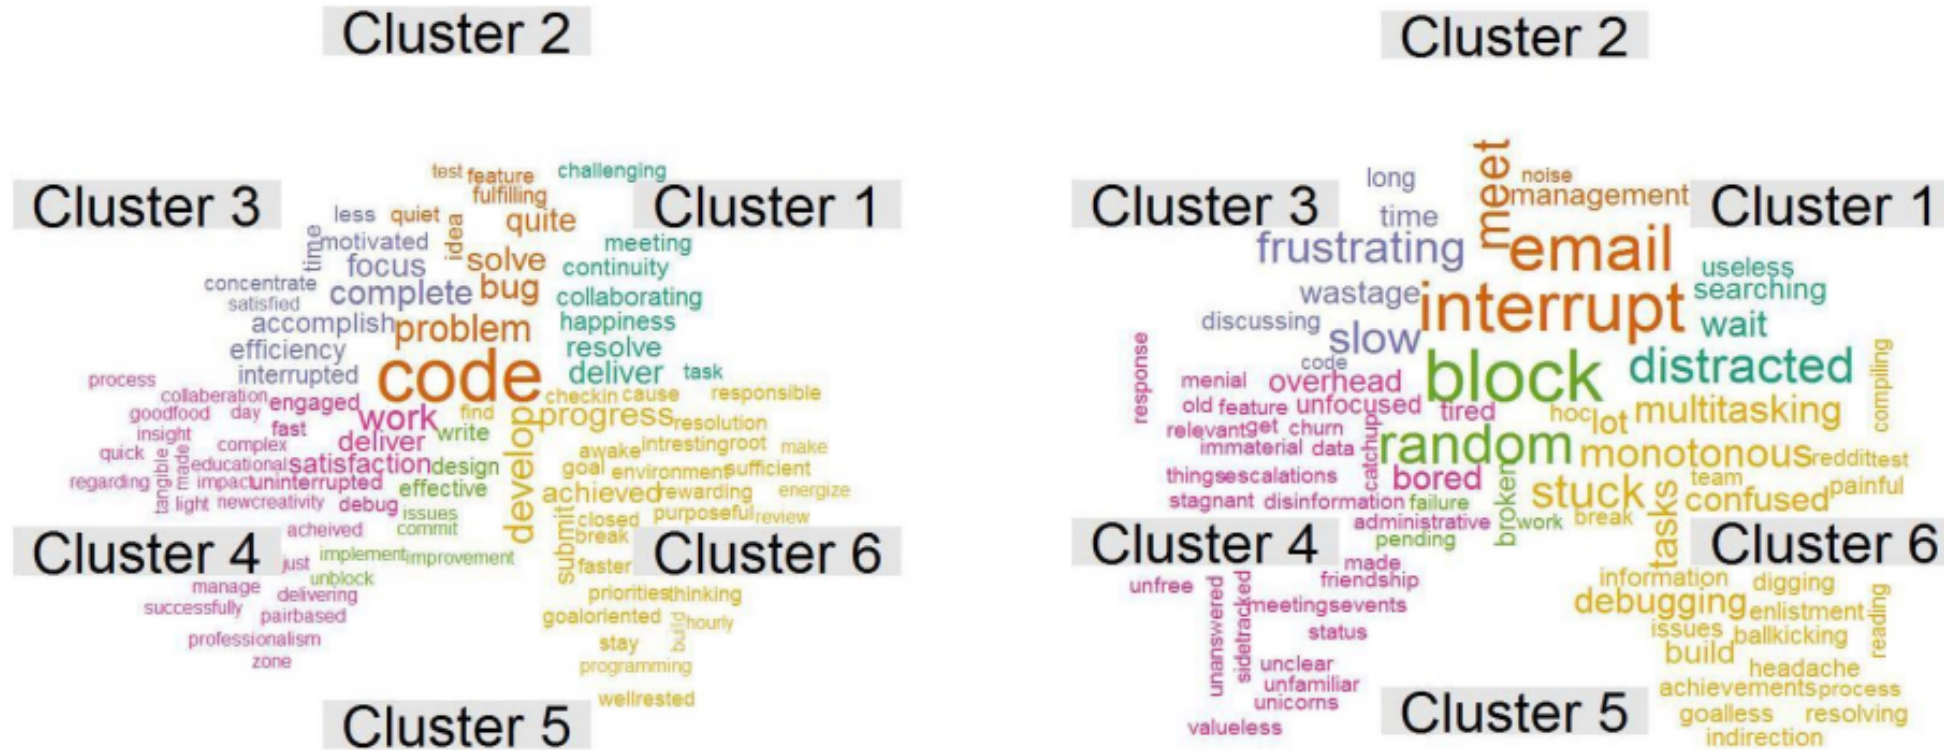 Cluster 2
test feature challenging
fulfilling
Cluster 3
Cluster 1
less quiet idea quite
time motivated meeting
focus solve continuity
concentrate complete bug collaborating
satisfied
accomplish problem happiness
efficiency resolve
interrupted code deliver task
process collaberation engaged checkin cause responsible
goodfood day work find develop progress resolution
insight fast write
quick complex deliver awake intresting root make
tangible made educational satisfaction design goal environment sufficient
regarding impact uninterrupted effective achieved rewarding energize
light newcreativity debug issues submit closed purposeful review
acheived commit break
Cluster 4
Cluster 6
just implement improvement faster
manage unblock priorities thinking
successfully delivering
pairbased goaloriented build hourly
professionalism stay
zone programming
wellrested
Cluster 5
Cluster 2
long meet noise
management
Cluster 3
Cluster 1
time
frustrating email useless
wastage interrupt searching
discussing slow wait
response code block distracted compiling
menial overhead
old feature unfocused tired hoc lot multitasking
relevant get churn catchup random monotonous reddit test
immaterial data
things escalations bored broken stuck team painful
stagnant disinformation failure tasks confused
administrative work break
pending
Cluster 4
Cluster 6
made
unfree friendship information digging
unanswered sidetracked meetingsevents debugging enlistment reading
status issues ballkicking
unclear build headache
unfamiliar achievements process
unicorns goalless resolving
valueless indirection
Cluster 5